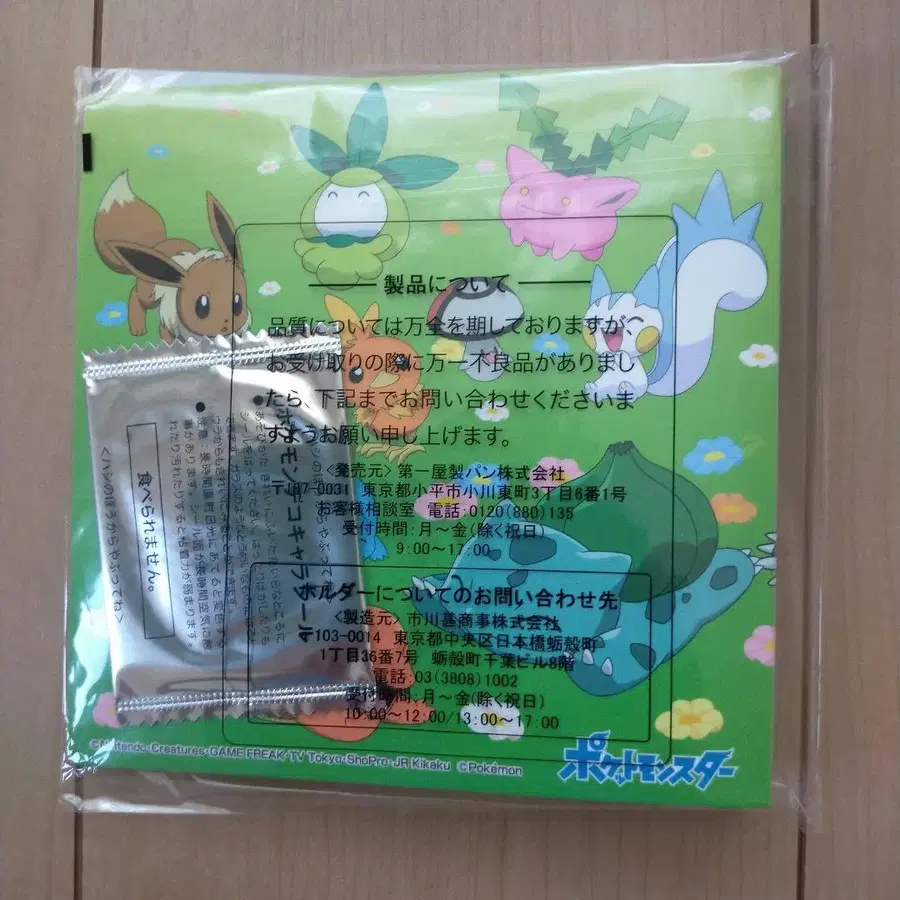 製品について
品質については万全を期しておりますが、
お受け取りの際に万一不良品がありまし
たら、下記までお問い合わせくださいま
すようお願い申し上げます。
<発売元> 第一屋製パン株式会社
87-0031 東京都小平市小川東町3丁目6番1号
お客様相談室 電話:0120(880)135
受付時間:月～金(除く祝日)
9:00～17:00
ホルダーについてのお問い合わせ先
<製造元> 市川甚商事株式会社
103-0014 東京都中央区日本橋蛎殻町
1丁目36番7号 蛎殻町千葉ビル8階
電話:03(3808)1002
受付時間:月～金(除く祝日)
10:00～12:00/13:00～17:00
ポケモンデコキャラシール
食べられません。
©Nintendo・Creatures・GAME FREAK・TV Tokyo・ShoPro・JR Kikaku ©Pokémon
ポケットモンスター